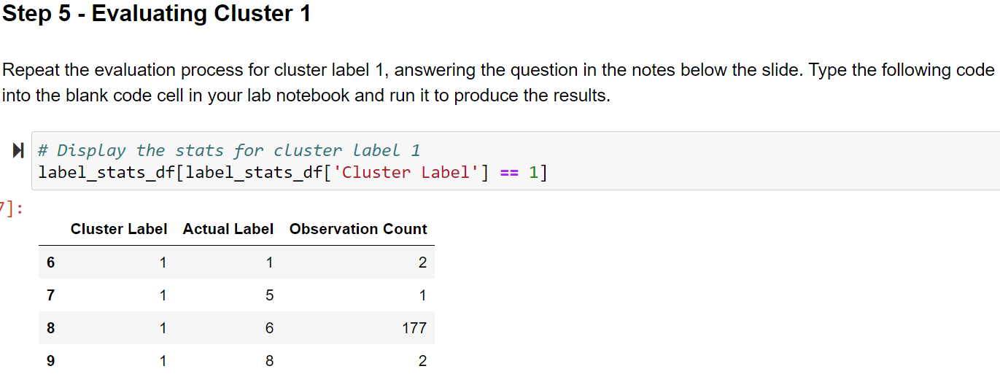 Step 5 - Evaluating Cluster 1
Repeat the evaluation process for cluster label 1, answering the question in the notes below the slide. Type the following code
into the blank code cell in your lab notebook and run it to produce the results.
# Display the stats for cluster label 1
label_stats_df[label_stats_df['Cluster Label'] == 1]
7]:
Cluster Label Actual Label Observation Count
6 1 1 2
7 1 5 1
8 1 6 177
9 1 8 2